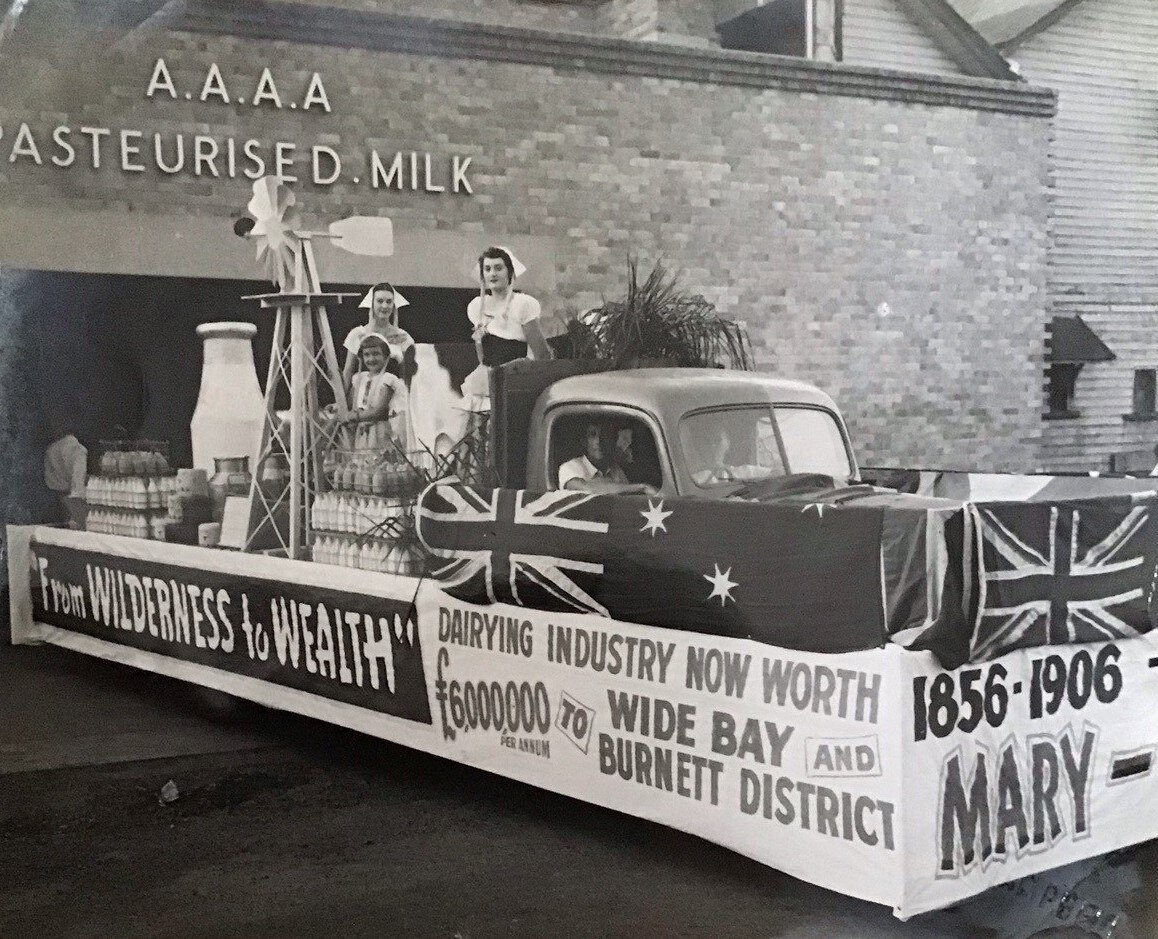 A.A.A.A
PASTEURISED.MILK
"From WILDERNESS to WEALTH"
DAIRYING INDUSTRY NOW WORTH
£6,000,000 PER ANNUM TO WIDE BAY AND
BURNETT DISTRICT
1856-1906
MARY-